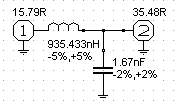 15.79R 35.48R
1 2
935.433nH
-5%,+5%
1.67nF
-2%,+2%